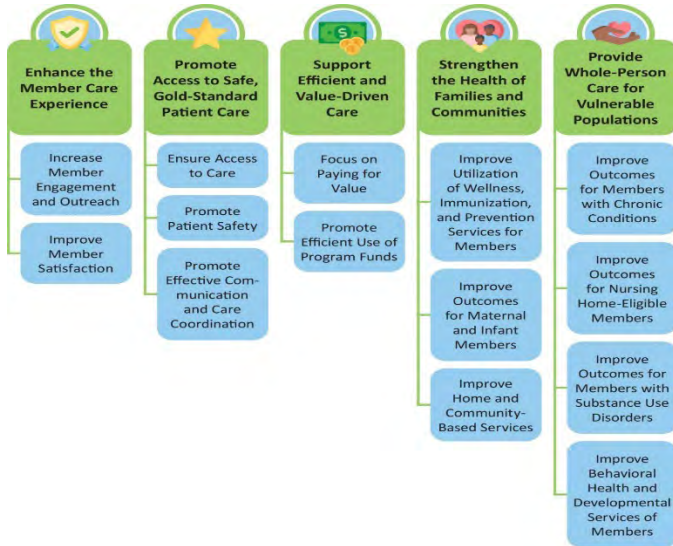 Enhance the
Member Care
Experience
Increase
Member
Engagement
and Outreach
Improve
Member
Satisfaction
Promote
Access to Safe,
Gold-Standard
Patient Care
Ensure Access
to Care
Promote
Patient Safety
Promote
Effective Com-
munication
and Care
Coordination
Support
Efficient and
Value-Driven
Care
Focus on
Paying for
Value
Promote
Efficient Use of
Program Funds
Strengthen
the Health of
Families and
Communities
Improve
Utilization
of Wellness,
Immunization,
and Prevention
Services for
Members
Improve
Outcomes
for Maternal
and Infant
Members
Improve
Home and
Community-
Based Services
Provide
Whole-Person
Care for
Vulnerable
Populations
Improve
Outcomes
for Members
with Chronic
Conditions
Improve
Outcomes
for Nursing
Home-Eligible
Members
Improve
Outcomes for
Members with
Substance Use
Disorders
Improve
Behavioral
Health and
Developmental
Services of
Members